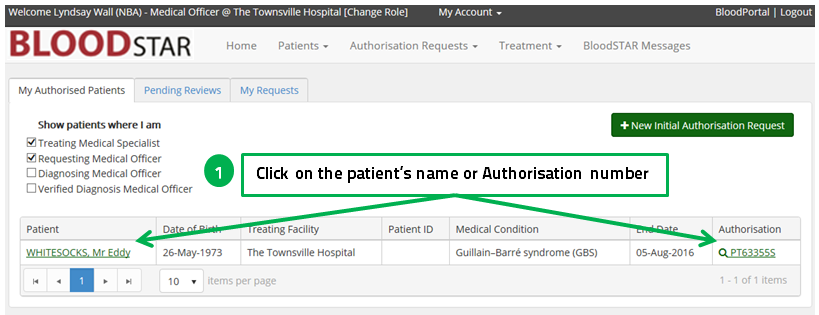 Welcome Lyndsay Wall (NBA) - Medical Officer @ The Townsville Hospital [Change Role] My Account BloodPortal | Logout
BLOODSTAR Home Patients Authorisation Requests Treatment BloodSTAR Messages
My Authorised Patients Pending Reviews My Requests
Show patients where I am
+ New Initial Authorisation Request
Treating Medical Specialist
Requesting Medical Officer
Diagnosing Medical Officer
Verified Diagnosis Medical Officer
1 Click on the patient's name or Authorisation number
Patient Date of Birth Treating Facility Patient ID Medical Condition End Date Authorisation
WHITESOCKS, Mr Eddy 26-May-1973 The Townsville Hospital Guillain–Barré syndrome (GBS) 05-Aug-2016 PT63355S
1 10 items per page 1 - 1 of 1 items